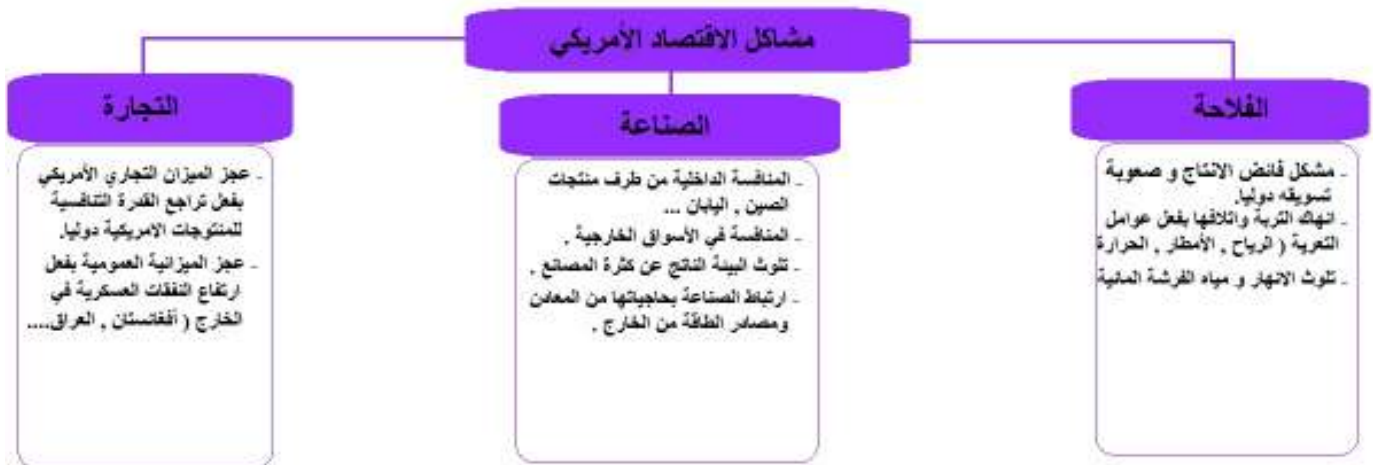 مشاكل الاقتصاد الأمريكي
الفلاحة
- مشكل فائض الانتاج و صعوبة
تسويقه دوليا.
- انهاك التربة واتلافها بفعل عوامل
التعرية ( الرياح , الأمطار , الحرارة
- تلوث الانهار و مياه الفرشة المائية
الصناعة
- المنافسة الداخلية من طرف منتجات
الصين , اليابان ...
- المنافسة في الأسواق الخارجية .
- تلوث البيئة الناتج عن كثرة المصانع .
- ارتباط الصناعة بحاجياتها من المعادن
ومصادر الطاقة من الخارج .
التجارة
- عجز الميزان التجاري الأمريكي
بفعل تراجع القدرة التنافسية
للمنتوجات الامريكية دوليا.
- عجز الميزانية العمومية بفعل
ارتفاع النفقات العسكرية في
الخارج ( أفغانستان , العراق....